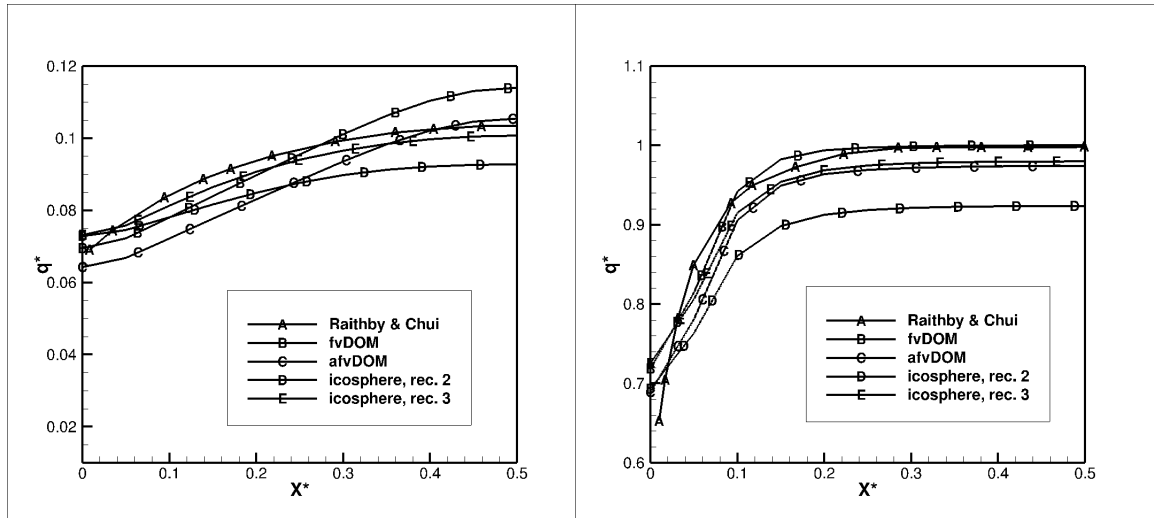 0.12
0.1
0.08
0.06
0.04
0.02
q*
0 0.1 0.2 0.3 0.4 0.5
X*
A Raithby & Chui
B fvDOM
C afvDOM
D icosphere, rec. 2
E icosphere, rec. 3
1.1
1
0.9
0.8
0.7
0.6
q*
0 0.1 0.2 0.3 0.4 0.5
X*
A Raithby & Chui
B fvDOM
C afvDOM
D icosphere, rec. 2
E icosphere, rec. 3